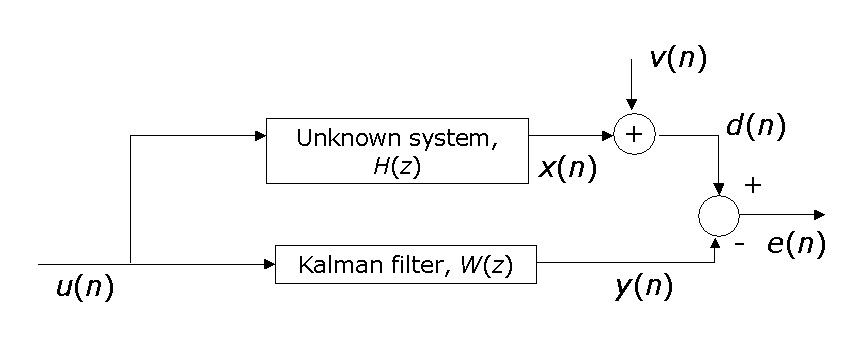 v(n)
Unknown system,
H(z)
+
d(n)
x(n)
+
Kalman filter, W(z)
-
e(n)
u(n)
y(n)